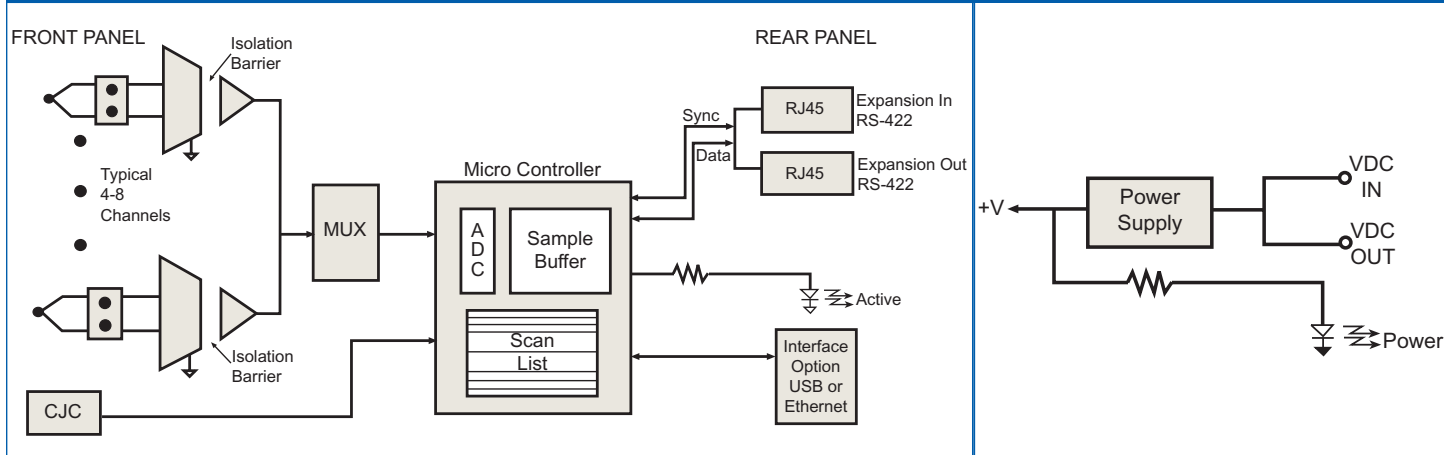 FRONT PANEL
Isolation
Barrier
Typical
4-8
Channels
Isolation
Barrier
CJC
MUX
Micro Controller
A
D
C
Sample
Buffer
Scan
List
REAR PANEL
Sync
Data
RJ45
Expansion In
RS-422
RJ45
Expansion Out
RS-422
Active
Interface
Option
USB or
Ethernet
+V
Power
Supply
VDC
IN
VDC
OUT
Power